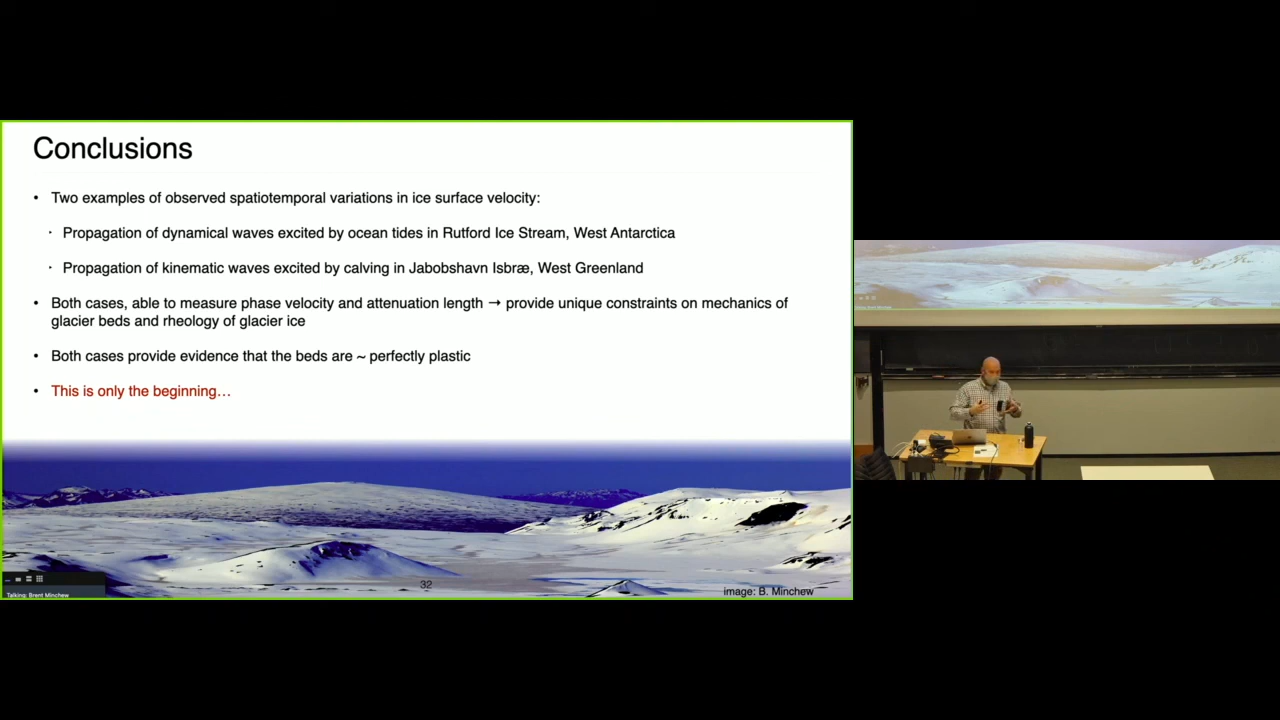 Conclusions
• Two examples of observed spatiotemporal variations in ice surface velocity:
· Propagation of dynamical waves excited by ocean tides in Rutford Ice Stream, West Antarctica
· Propagation of kinematic waves excited by calving in Jabobshavn Isbræ, West Greenland
• Both cases, able to measure phase velocity and attenuation length → provide unique constraints on mechanics of
glacier beds and rheology of glacier ice
• Both cases provide evidence that the beds are ~ perfectly plastic
• This is only the beginning…
32
image: B. Minchew
Talking: Brent Minchew